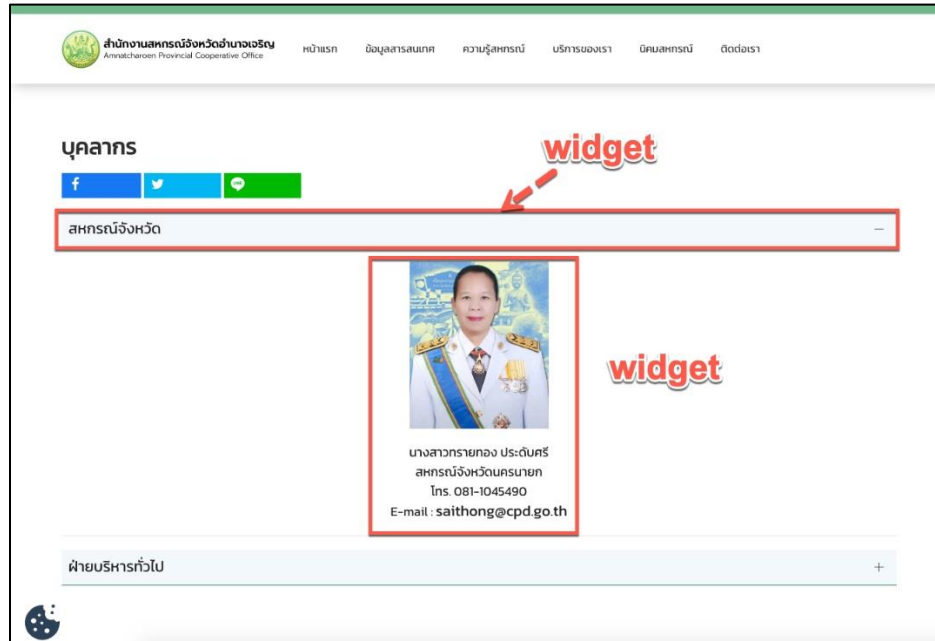 สำนักงานสหกรณ์จังหวัดอำนาจเจริญ
Amnatcharoen Provincial Cooperative Office
หน้าแรก ข้อมูลสารสนเทศ ความรู้สหกรณ์ บริการของเรา นิคมสหกรณ์ ติดต่อเรา
บุคลากร
widget
สหกรณ์จังหวัด
widget
นางสาวทรายทอง ประดับศรี
สหกรณ์จังหวัดนครนายก
โทร. 081-1045490
E-mail : saithong@cpd.go.th
ฝ่ายบริหารทั่วไป